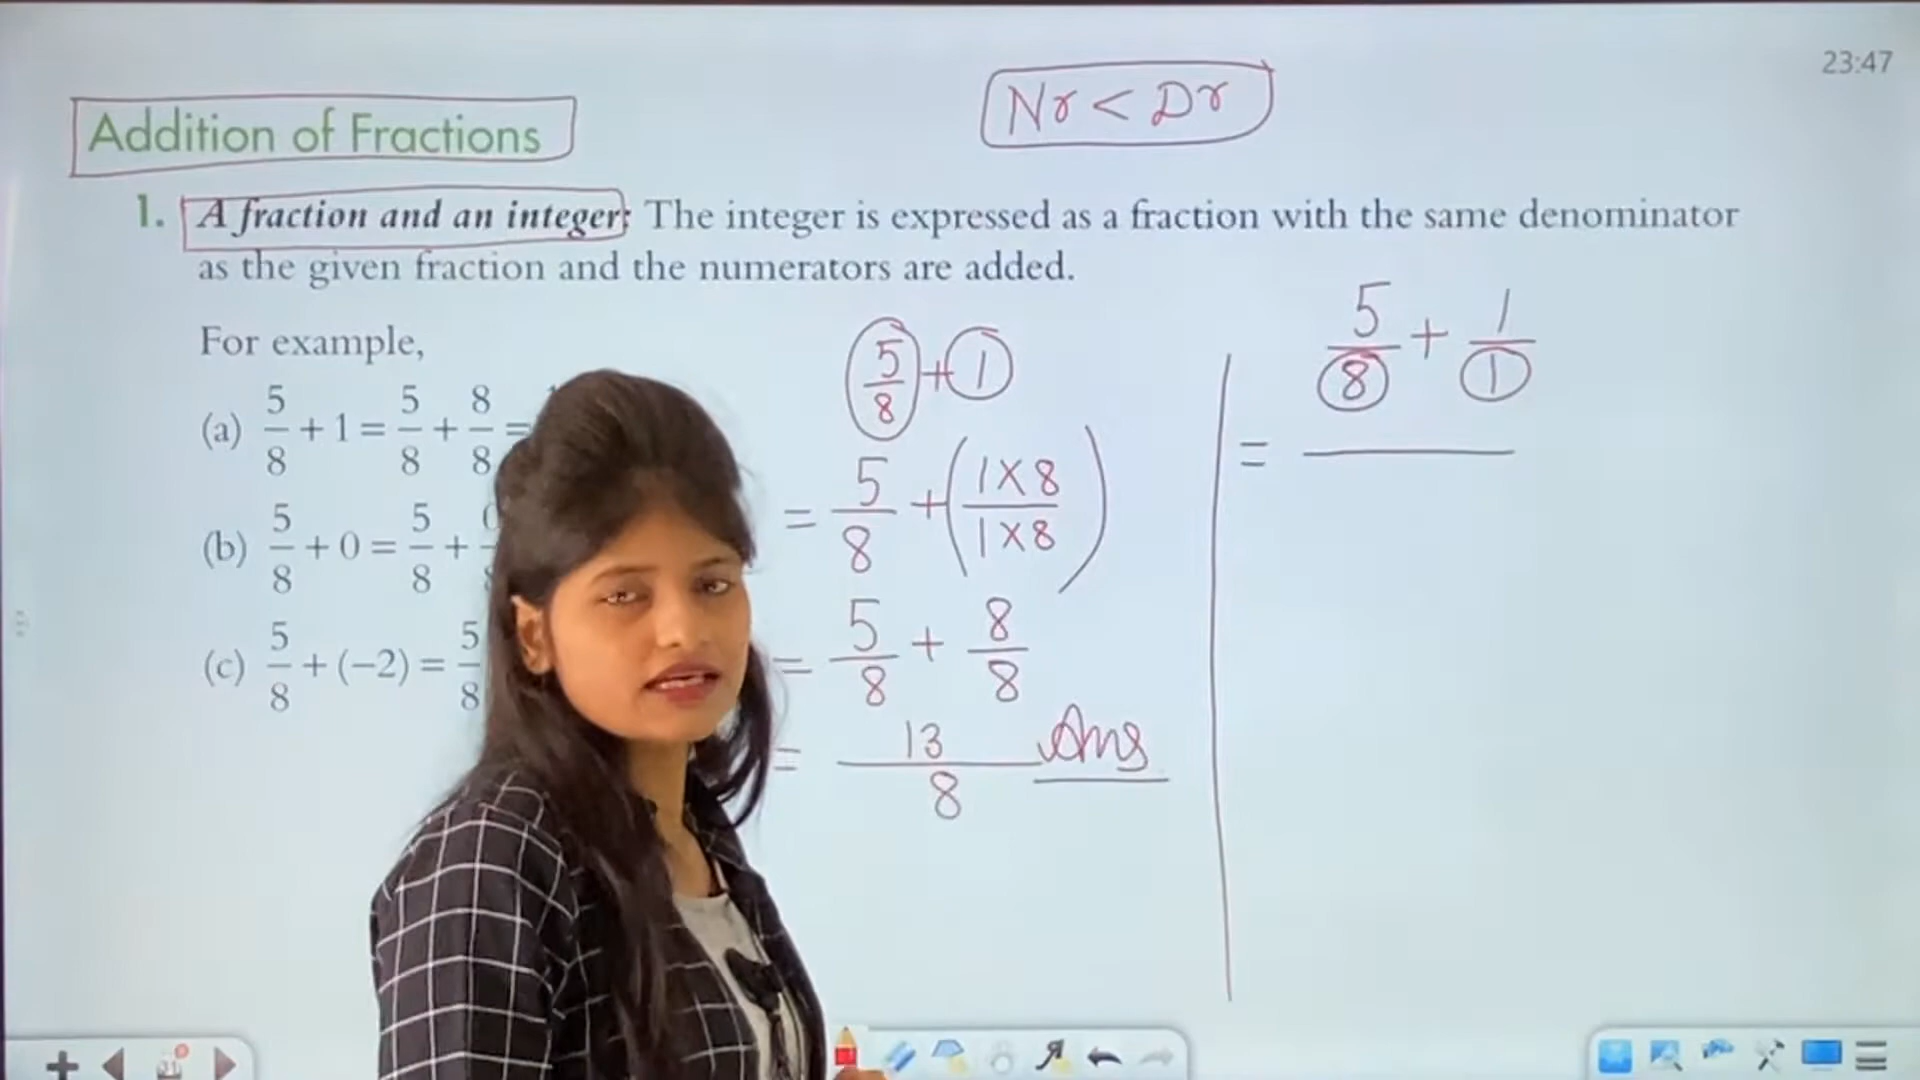 23:47
Nr < Dr
Addition of Fractions
1. A fraction and an integer: The integer is expressed as a fraction with the same denominator
as the given fraction and the numerators are added.
For example,
(a) 5/8 + 1 = 5/8 + 8/8 =
(b) 5/8 + 0 = 5/8 +
(c) 5/8 + (−2) = 5/8
5/8 + 1
= 5/8 + (1×8/1×8)
= 5/8 + 8/8
= 13/8 Ans
5/8 + 1/1
=